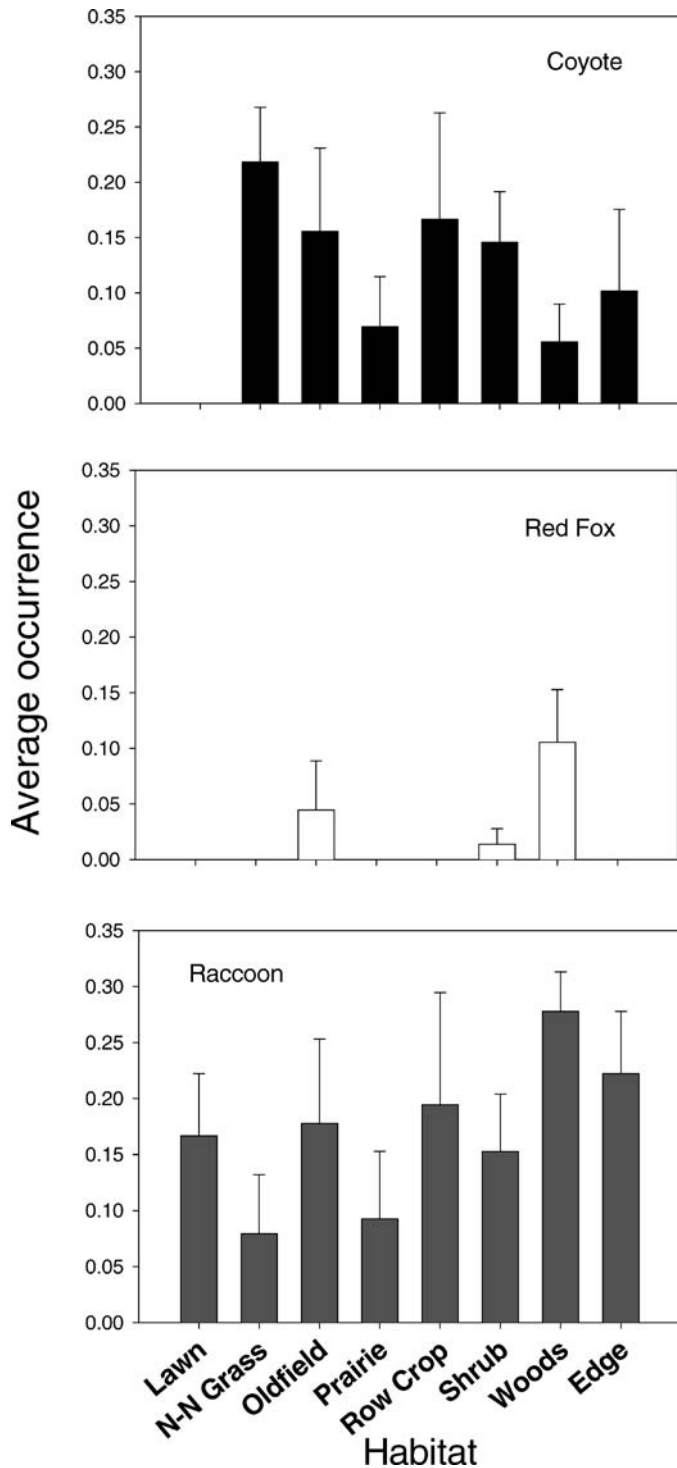 0.35
Coyote
0.30
0.25
0.20
0.15
0.10
0.05
0.00
0.35
Red Fox
0.30
0.25
0.20
0.15
0.10
0.05
0.00
Average occurrence
0.35
Raccoon
0.30
0.25
0.20
0.15
0.10
0.05
0.00
Lawn
N-N Grass
Oldfield
Prairie
Row Crop
Shrub
Woods
Edge
Habitat